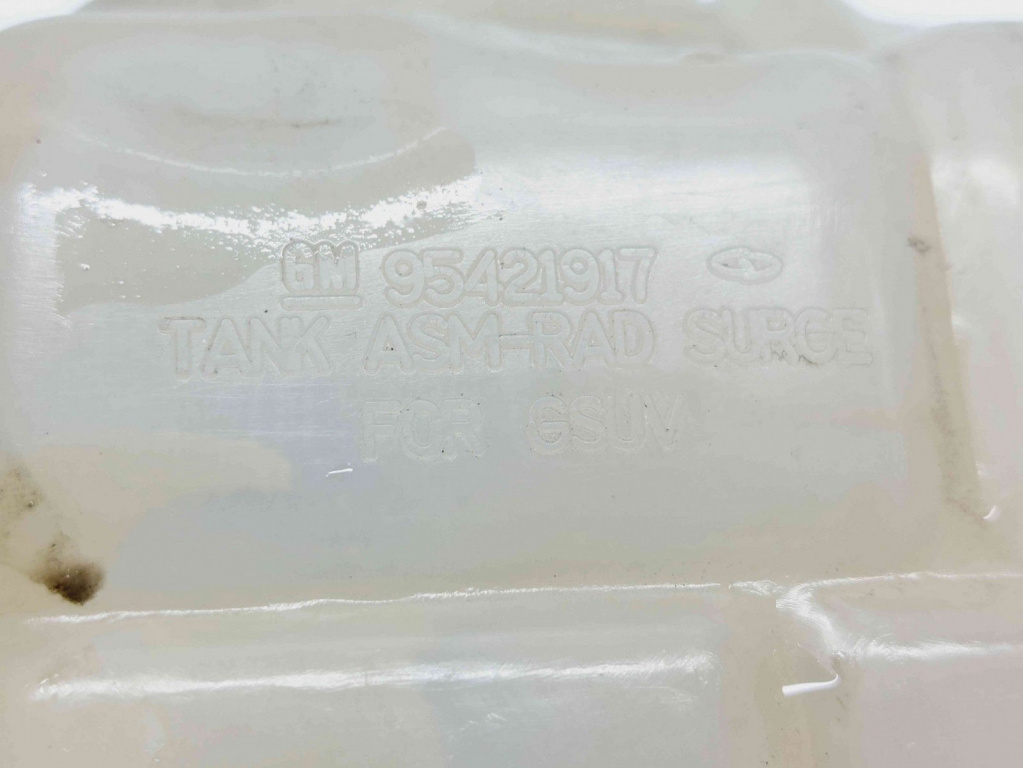 GM 95421917
TANK ASM-RAD SURGE
FOR GSUV